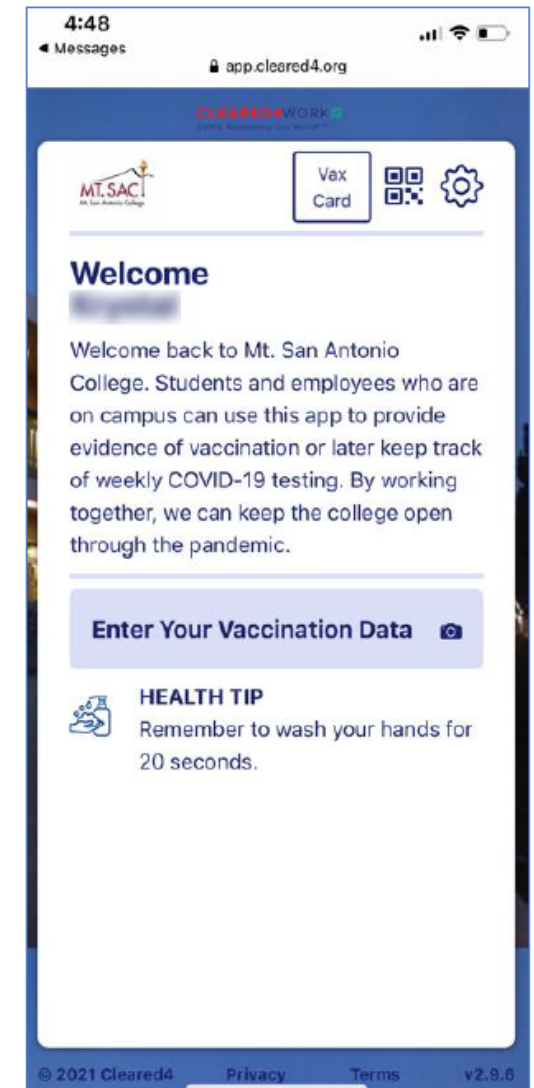 4:48
Messages
app.cleared4.org
CLEARED4WORK
MT. SAC
Mt. San Antonio College
Vax
Card
Welcome
Welcome back to Mt. San Antonio
College. Students and employees who are
on campus can use this app to provide
evidence of vaccination or later keep track
of weekly COVID-19 testing. By working
together, we can keep the college open
through the pandemic.
Enter Your Vaccination Data
HEALTH TIP
Remember to wash your hands for
20 seconds.
© 2021 Cleared4 Privacy Terms v2.9.6